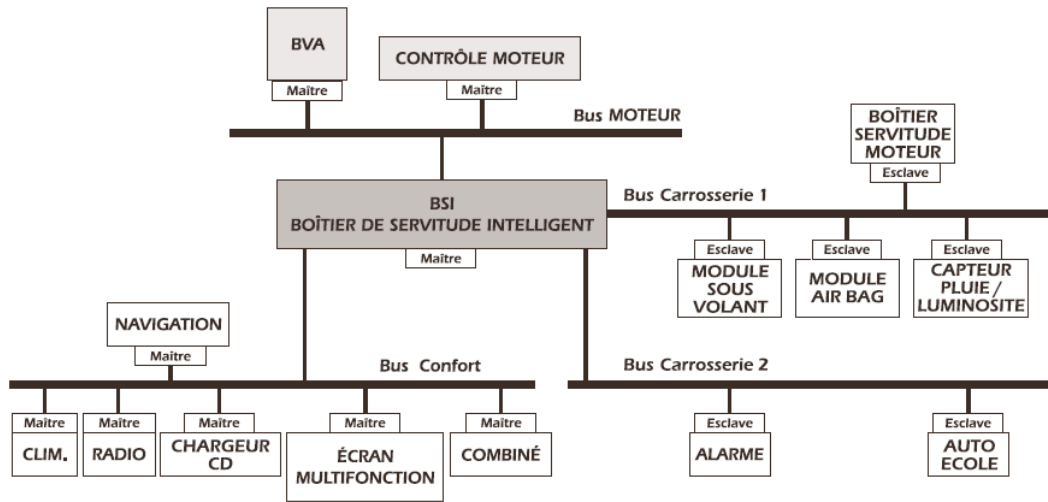 BVA
Maître
CONTRÔLE MOTEUR
Maître
Bus MOTEUR
BOÎTIER
SERVITUDE
MOTEUR
Esclave
BSI
BOÎTIER DE SERVITUDE INTELLIGENT
Maître
Bus Carrosserie 1
Esclave
MODULE
SOUS
VOLANT
Esclave
MODULE
AIR BAG
Esclave
CAPTEUR
PLUIE /
LUMINOSITE
NAVIGATION
Maître
Bus Confort
Bus Carrosserie 2
Maître
CLIM.
Maître
RADIO
Maître
CHARGEUR
CD
Maître
ÉCRAN
MULTIFONCTION
Maître
COMBINÉ
Esclave
ALARME
Esclave
AUTO
ECOLE